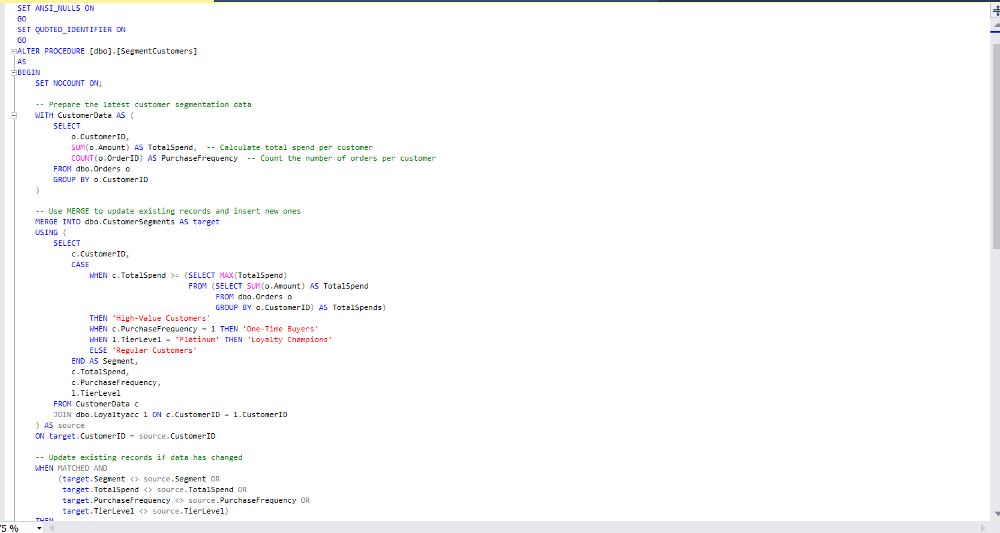 SET ANSI_NULLS ON
GO
SET QUOTED_IDENTIFIER ON
GO
ALTER PROCEDURE [dbo].[SegmentCustomers]
AS
BEGIN
    SET NOCOUNT ON;

    -- Prepare the latest customer segmentation data
    WITH CustomerData AS (
        SELECT
            o.CustomerID,
            SUM(o.Amount) AS TotalSpend,  -- Calculate total spend per customer
            COUNT(o.OrderID) AS PurchaseFrequency  -- Count the number of orders per customer
        FROM dbo.Orders o
        GROUP BY o.CustomerID
    )

    -- Use MERGE to update existing records and insert new ones
    MERGE INTO dbo.CustomerSegments AS target
    USING (
        SELECT
            c.CustomerID,
            CASE
                WHEN c.TotalSpend >= (SELECT MAX(TotalSpend)
                                      FROM (SELECT SUM(o.Amount) AS TotalSpend
                                            FROM dbo.Orders o
                                            GROUP BY o.CustomerID) AS TotalSpends)
                THEN 'High-Value Customers'
                WHEN c.PurchaseFrequency = 1 THEN 'One-Time Buyers'
                WHEN l.TierLevel = 'Platinum' THEN 'Loyalty Champions'
                ELSE 'Regular Customers'
            END AS Segment,
            c.TotalSpend,
            c.PurchaseFrequency,
            l.TierLevel
        FROM CustomerData c
        JOIN dbo.Loyaltyacc l ON c.CustomerID = l.CustomerID
    ) AS source
    ON target.CustomerID = source.CustomerID

    -- Update existing records if data has changed
    WHEN MATCHED AND
         (target.Segment <> source.Segment OR
          target.TotalSpend <> source.TotalSpend OR
          target.PurchaseFrequency <> source.PurchaseFrequency OR
          target.TierLevel <> source.TierLevel)
    THEN
5 %